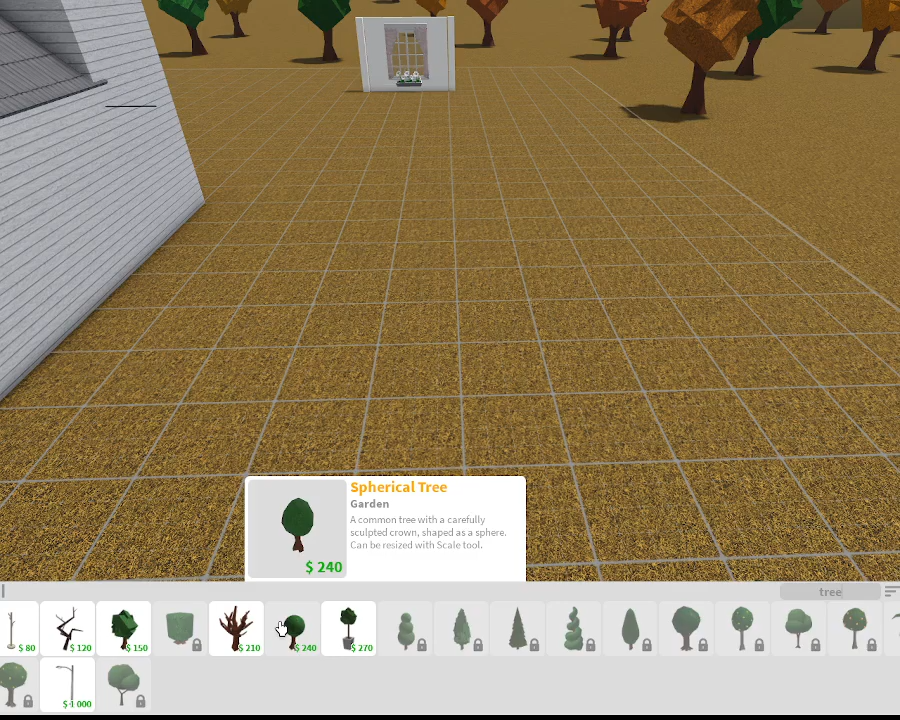 Spherical Tree
Garden
A common tree with a carefully
sculpted crown, shaped as a sphere.
Can be resized with Scale tool.
$ 240
tree
$ 80
$ 120
$ 150
$ 210
$ 240
$ 270
$ 1 000